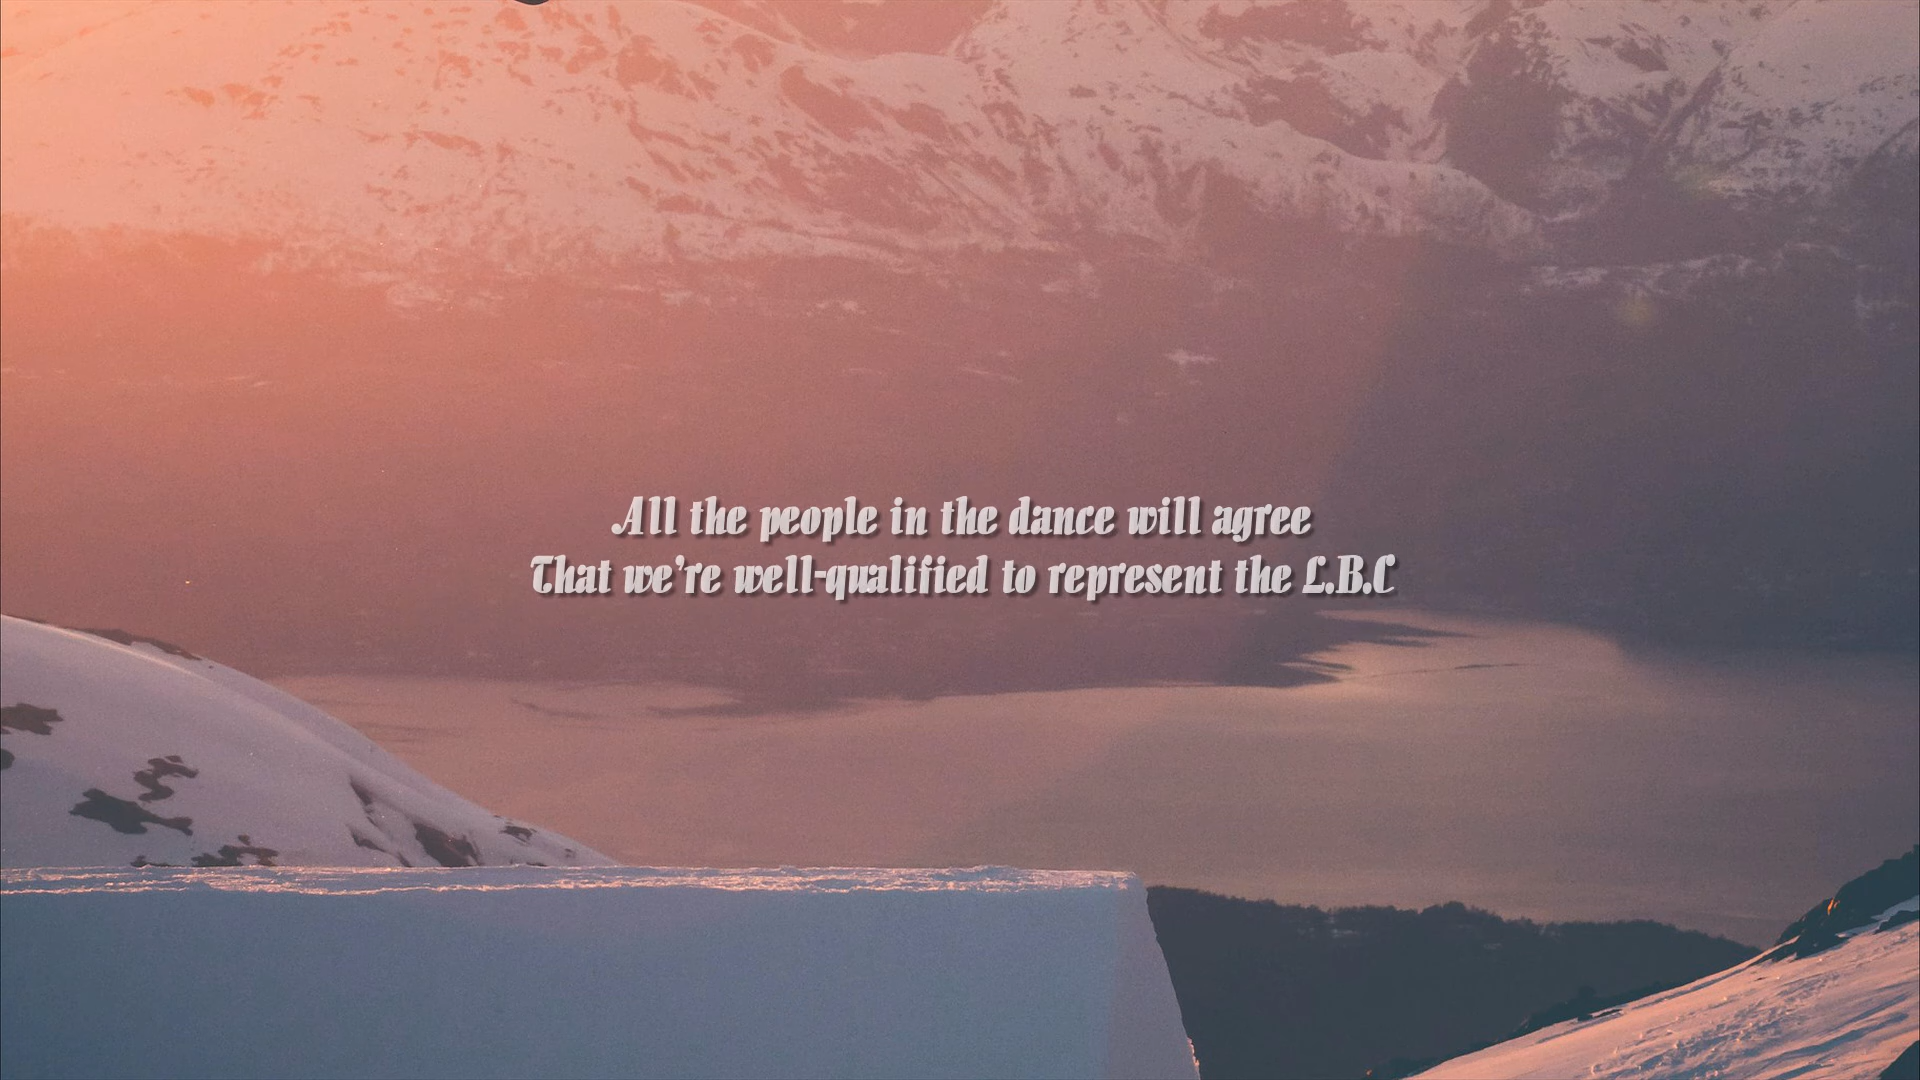 All the people in the dance will agree
That we're well-qualified to represent the L.B.C